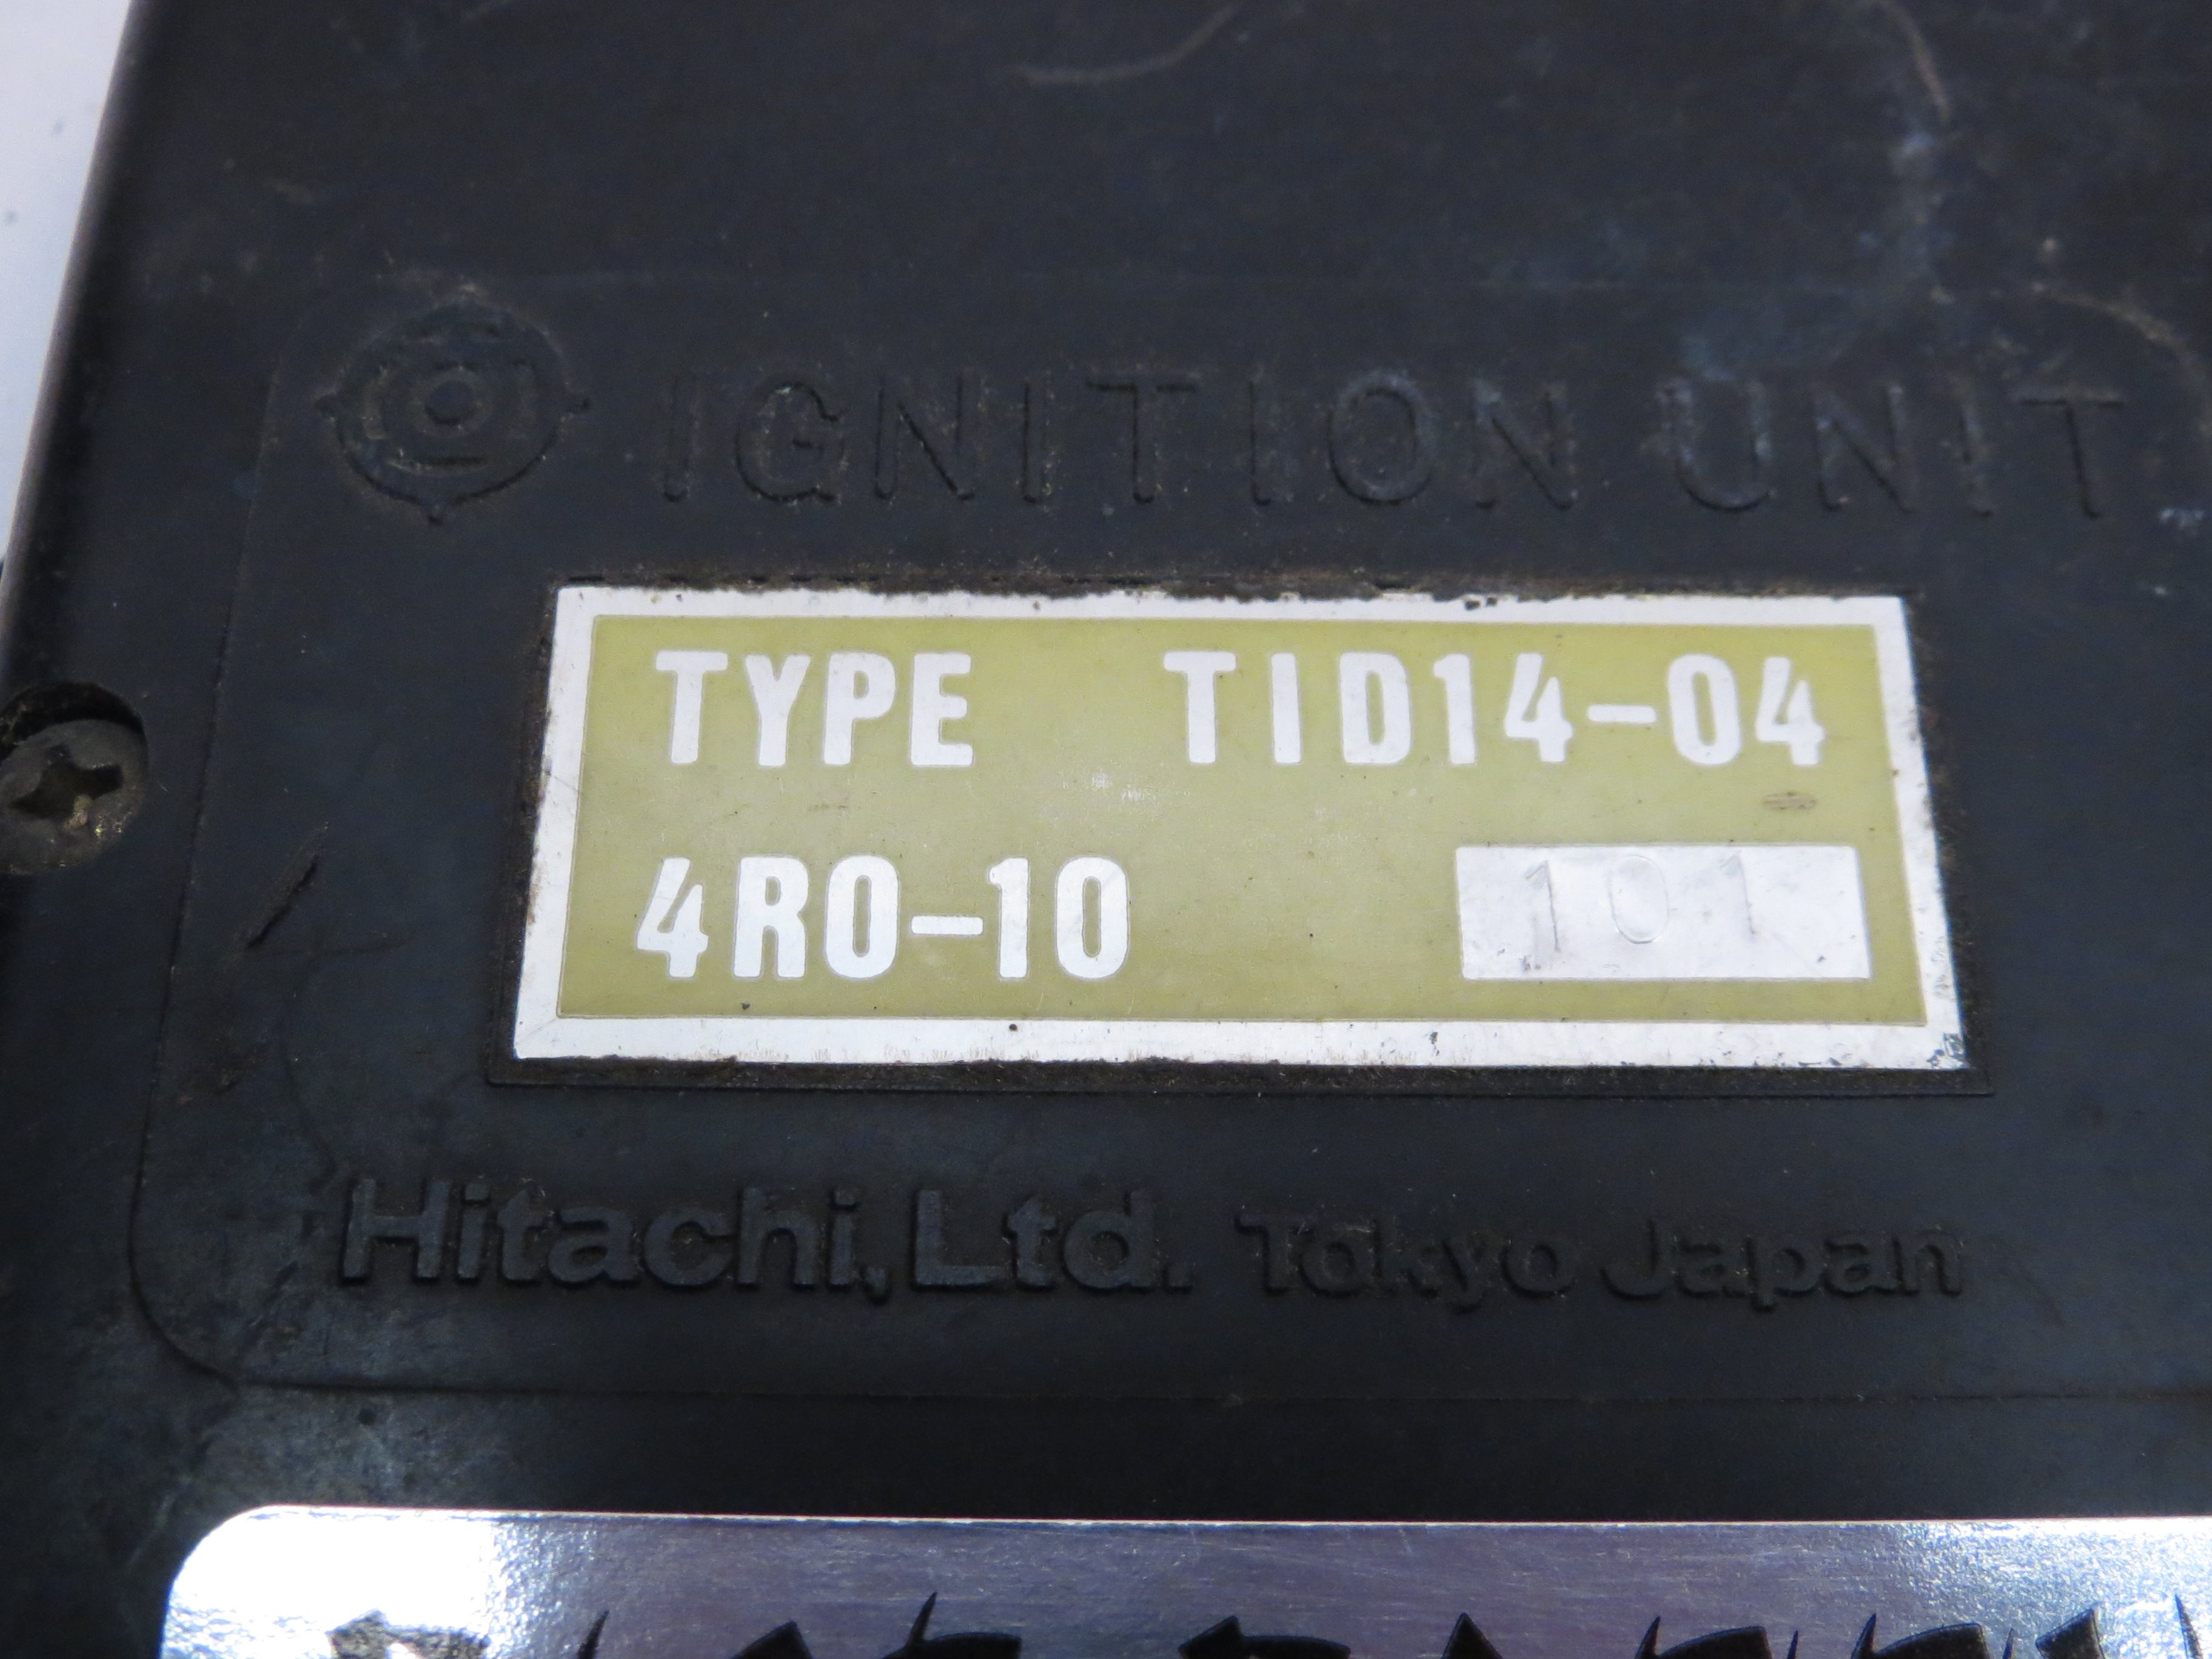 IGNITION UNIT
TYPE TID14-04
4R0-10 101
Hitachi, Ltd. Tokyo Japan